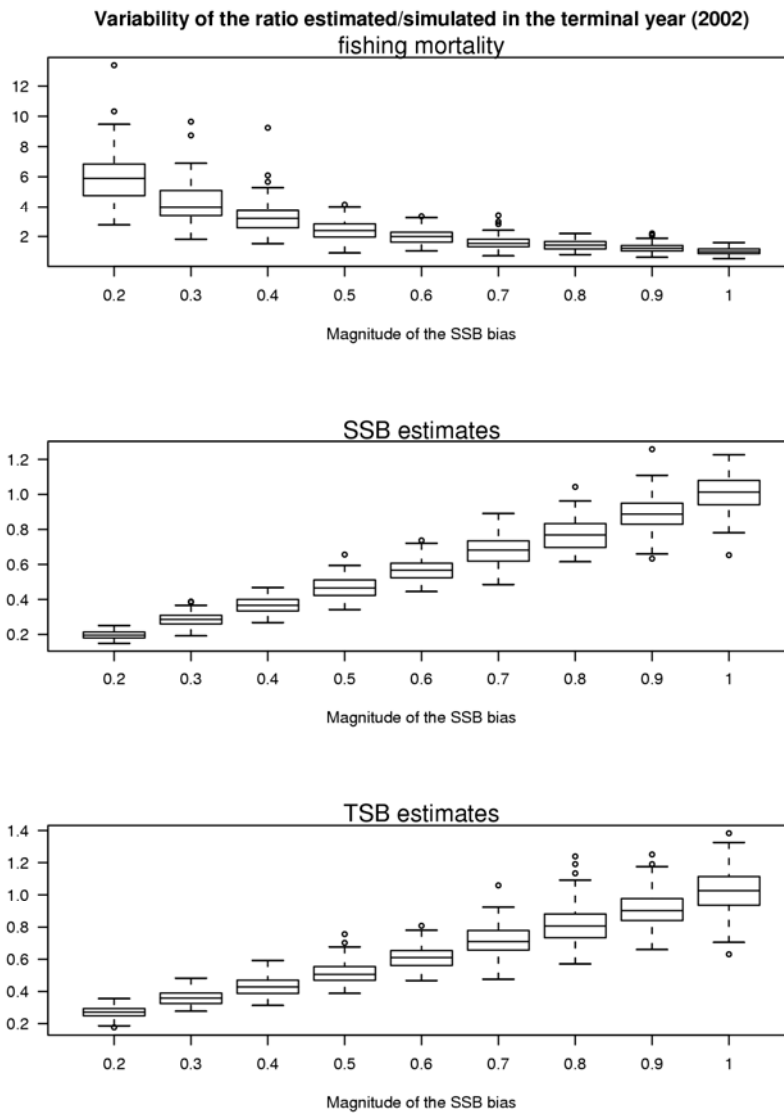 Variability of the ratio estimated/simulated in the terminal year (2002)
fishing mortality
12
10
8
6
4
2
0.2 0.3 0.4 0.5 0.6 0.7 0.8 0.9 1
Magnitude of the SSB bias
SSB estimates
1.2
1.0
0.8
0.6
0.4
0.2
0.2 0.3 0.4 0.5 0.6 0.7 0.8 0.9 1
Magnitude of the SSB bias
TSB estimates
1.4
1.2
1.0
0.8
0.6
0.4
0.2
0.2 0.3 0.4 0.5 0.6 0.7 0.8 0.9 1
Magnitude of the SSB bias